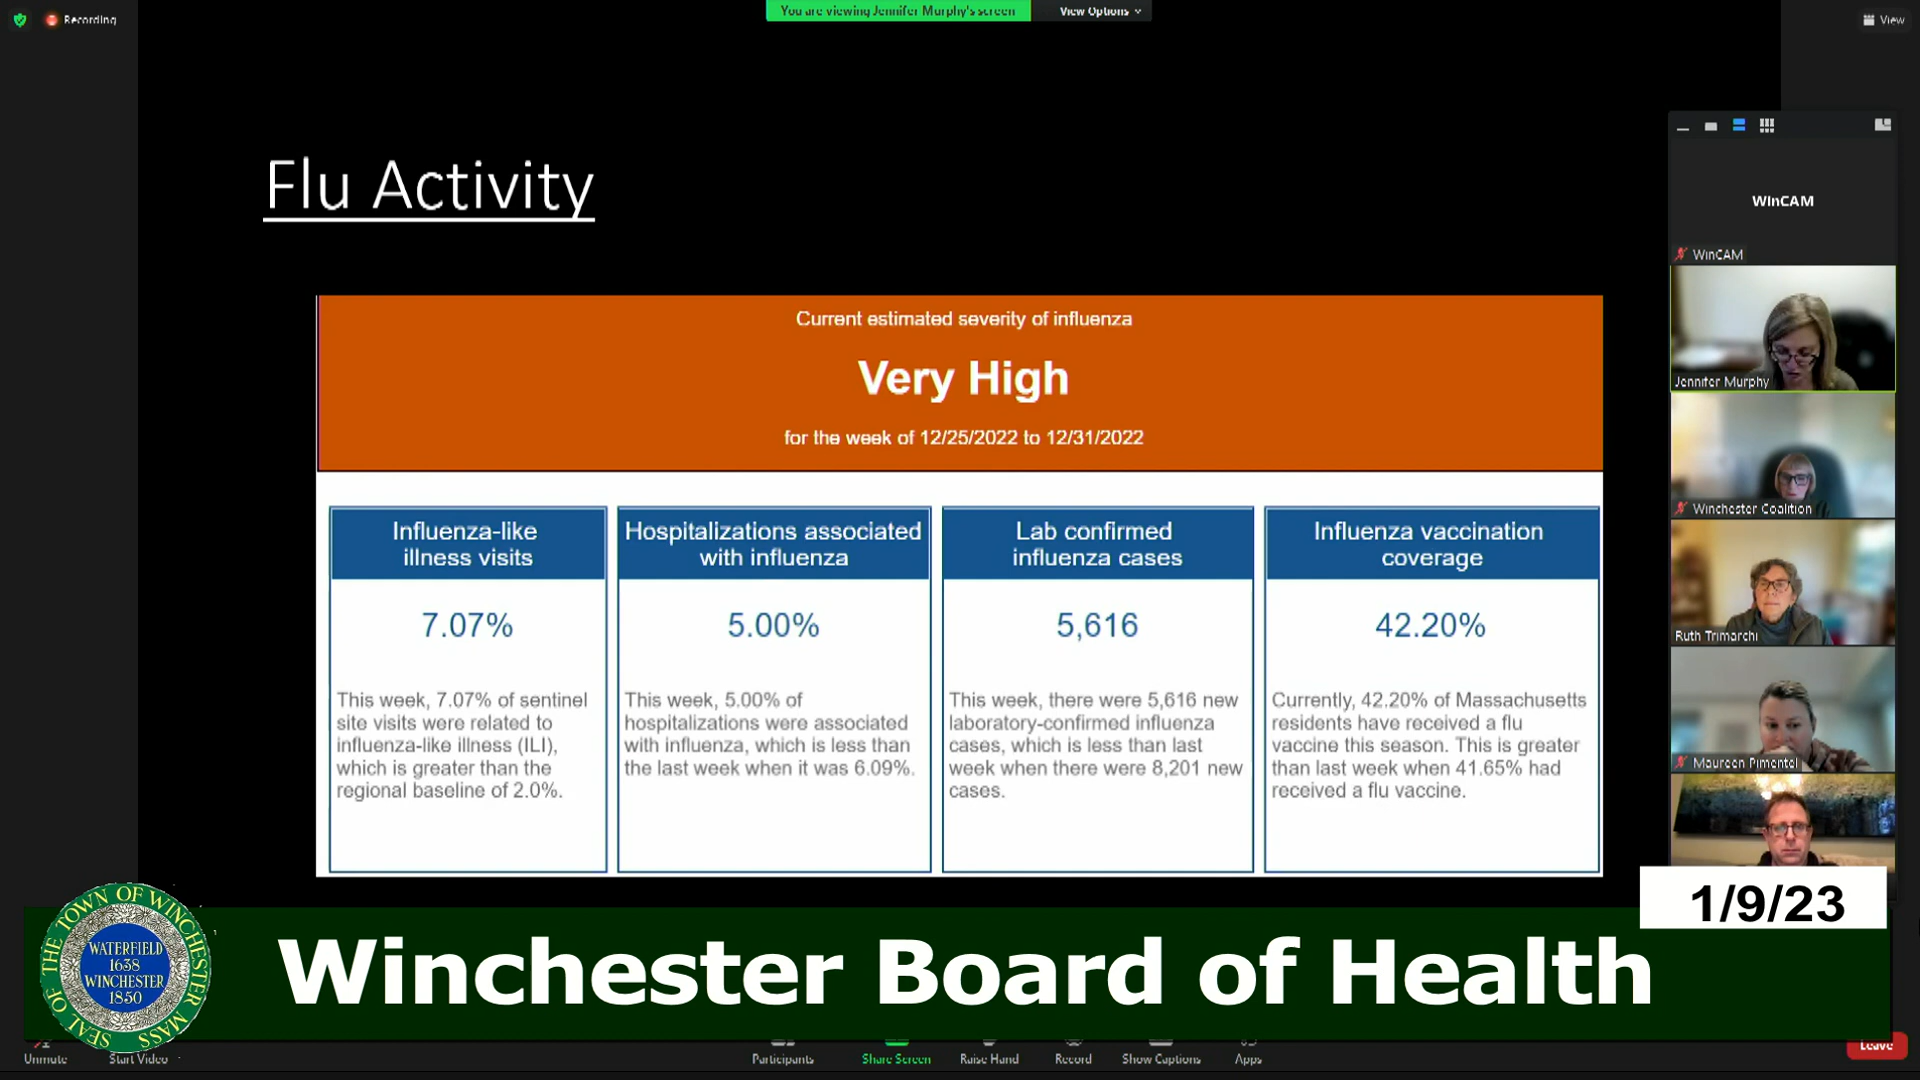 Recording
You are viewing Jennifer Murphy's screen
View Options
View
Flu Activity
Current estimated severity of influenza
Very High
for the week of 12/25/2022 to 12/31/2022
Influenza-like
illness visits
7.07%
This week, 7.07% of sentinel
site visits were related to
influenza-like illness (ILI),
which is greater than the
regional baseline of 2.0%.
Hospitalizations associated
with influenza
5.00%
This week, 5.00% of
hospitalizations were associated
with influenza, which is less than
the last week when it was 6.09%.
Lab confirmed
influenza cases
5,616
This week, there were 5,616 new
laboratory-confirmed influenza
cases, which is less than last
week when there were 8,201 new
cases.
Influenza vaccination
coverage
42.20%
Currently, 42.20% of Massachusetts
residents have received a flu
vaccine this season. This is greater
than last week when 41.65% had
received a flu vaccine.
WinCAM
WinCAM
Jennifer Murphy
Winchester Coalition
Ruth Trimarchi
Maureen Pimentel
1/9/23
THE TOWN OF WINCHESTER MASS
SEAL OF
WATERFIELD
1638
WINCHESTER
1850
Winchester Board of Health
Unmute
Start Video
Participants
Share Screen
Raise Hand
Record
Show Captions
Apps
Leave